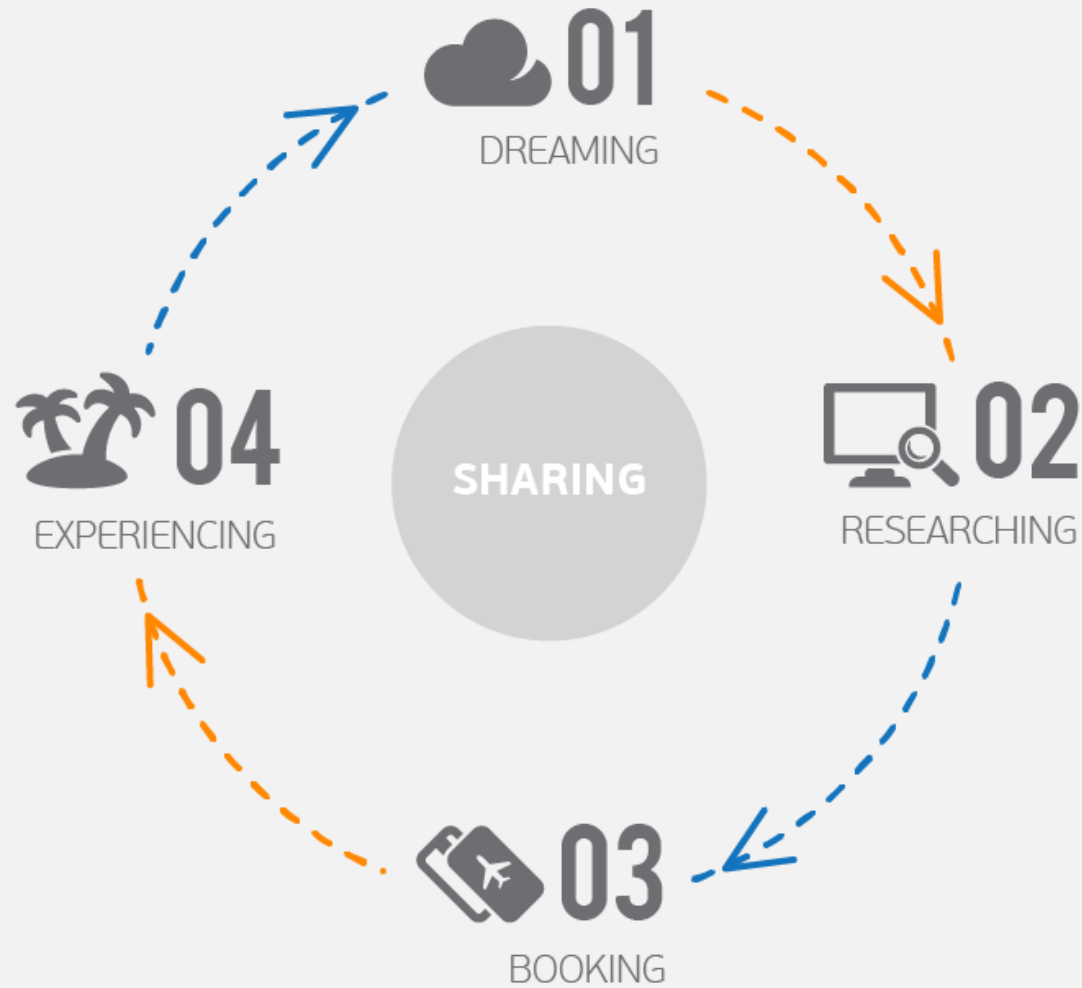 01
DREAMING
02
RESEARCHING
03
BOOKING
04
EXPERIENCING
SHARING